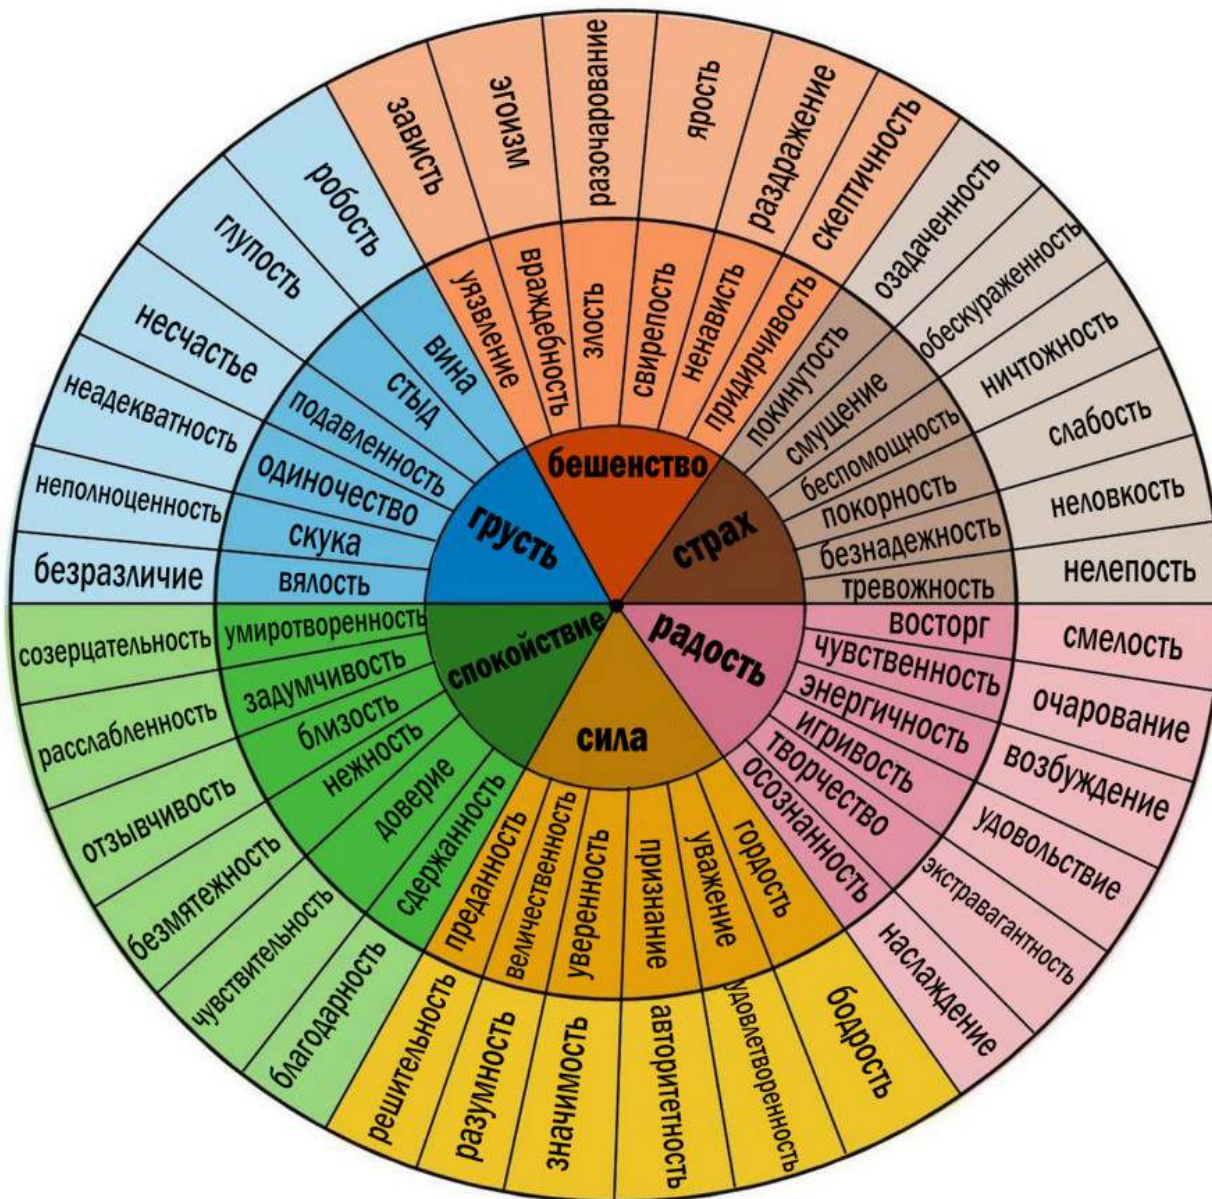 зависть
эгоизм
разочарование
ярость
раздражение
скептичность
озадаченность
обескураженность
ничтожность
слабость
неловкость
нелепость
смелость
очарование
возбуждение
удовольствие
экстравагантность
наслаждение
бодрость
удовлетворенность
авторитетность
значимость
разумность
решительность
благодарность
чувствительность
безмятежность
отзывчивость
расслабленность
созерцательность
безразличие
неполноценность
неадекватность
несчастье
глупость
робость
уязвление
враждебность
злость
свирепость
ненависть
придирчивость
покинутость
смущение
беспомощность
покорность
безнадежность
тревожность
восторг
чувственность
энергичность
игривость
творчество
осознанность
гордость
уважение
признание
уверенность
величественность
преданность
сдержанность
доверие
нежность
близость
задумчивость
умиротворенность
вялость
скука
одиночество
подавленность
стыд
вина
бешенство
страх
радость
сила
спокойствие
грусть